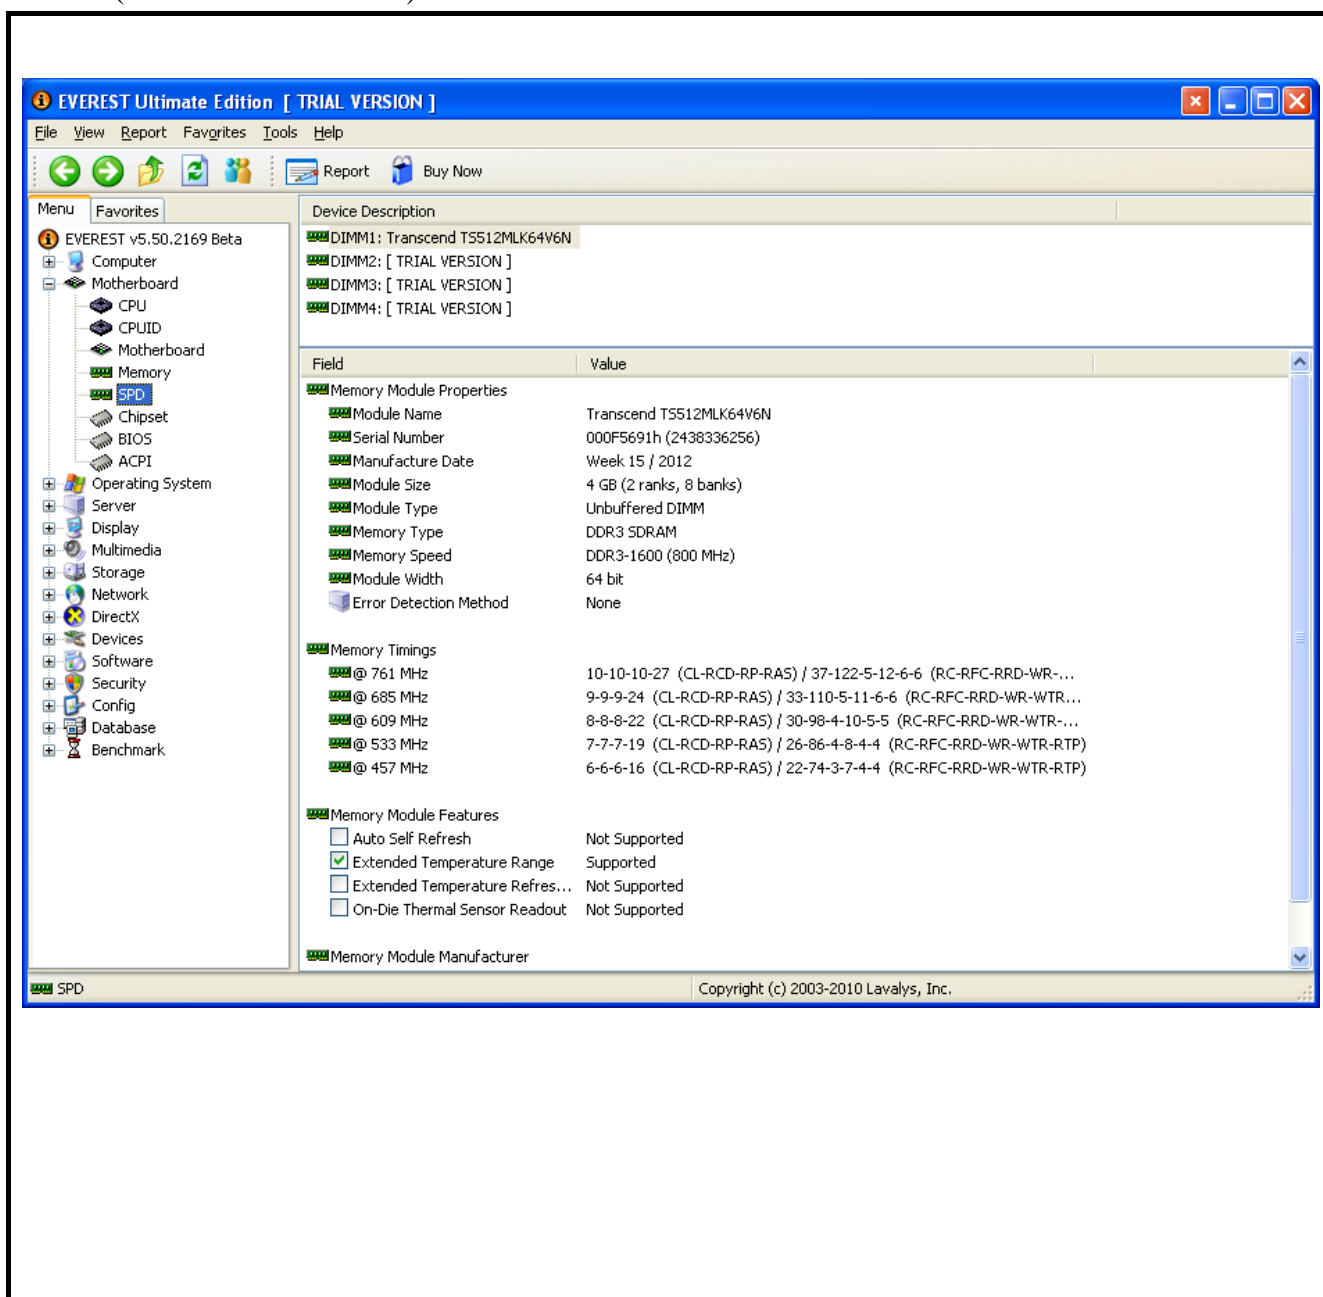 EVEREST Ultimate Edition [ TRIAL VERSION ]
File View Report Favorites Tools Help
Report Buy Now
Menu Favorites
EVEREST v5.50.2169 Beta
Computer
Motherboard
CPU
CPUID
Motherboard
Memory
SPD
Chipset
BIOS
ACPI
Operating System
Server
Display
Multimedia
Storage
Network
DirectX
Devices
Software
Security
Config
Database
Benchmark
Device Description
DIMM1: Transcend TS512MLK64V6N
DIMM2: [ TRIAL VERSION ]
DIMM3: [ TRIAL VERSION ]
DIMM4: [ TRIAL VERSION ]
Field Value
Memory Module Properties
Module Name Transcend TS512MLK64V6N
Serial Number 000F5691h (2438336256)
Manufacture Date Week 15 / 2012
Module Size 4 GB (2 ranks, 8 banks)
Module Type Unbuffered DIMM
Memory Type DDR3 SDRAM
Memory Speed DDR3-1600 (800 MHz)
Module Width 64 bit
Error Detection Method None
Memory Timings
@ 761 MHz 10-10-10-27 (CL-RCD-RP-RAS) / 37-122-5-12-6-6 (RC-RFC-RRD-WR-...
@ 685 MHz 9-9-9-24 (CL-RCD-RP-RAS) / 33-110-5-11-6-6 (RC-RFC-RRD-WR-WTR...
@ 609 MHz 8-8-8-22 (CL-RCD-RP-RAS) / 30-98-4-10-5-5 (RC-RFC-RRD-WR-WTR-...
@ 533 MHz 7-7-7-19 (CL-RCD-RP-RAS) / 26-86-4-8-4-4 (RC-RFC-RRD-WR-WTR-RTP)
@ 457 MHz 6-6-6-16 (CL-RCD-RP-RAS) / 22-74-3-7-4-4 (RC-RFC-RRD-WR-WTR-RTP)
Memory Module Features
Auto Self Refresh Not Supported
Extended Temperature Range Supported
Extended Temperature Refres... Not Supported
On-Die Thermal Sensor Readout Not Supported
Memory Module Manufacturer
SPD Copyright (c) 2003-2010 Lavalys, Inc.